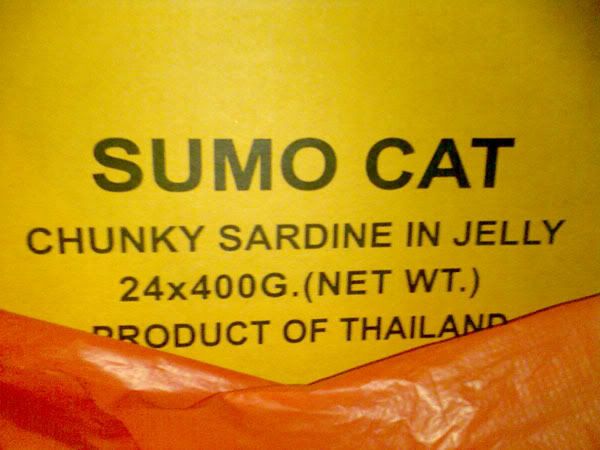 SUMO CAT
CHUNKY SARDINE IN JELLY
24x400G.(NET WT.)
PRODUCT OF THAILAND